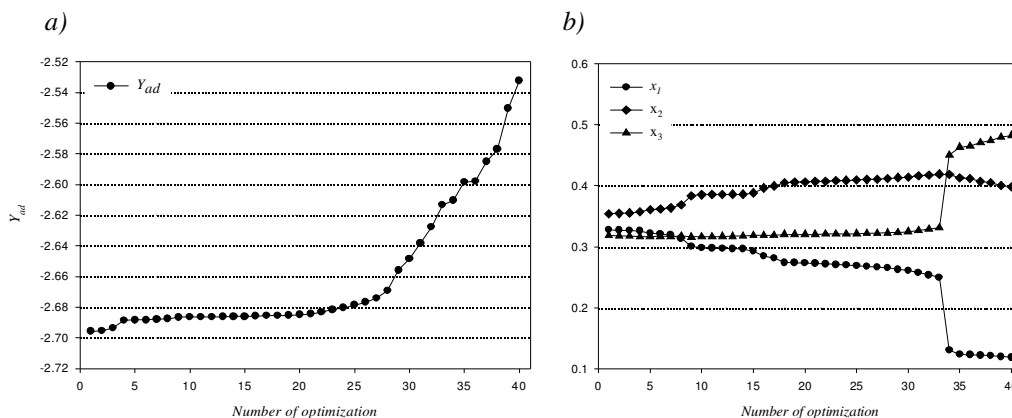 a)
-2.52
-2.54
-2.56
-2.58
-2.60
-2.62
-2.64
-2.66
-2.68
-2.70
-2.72
Y_ad
Y_ad
0 5 10 15 20 25 30 35 40
Number of optimization
b)
0.6
0.5
0.4
0.3
0.2
0.1
x_1
x_2
x_3
0 5 10 15 20 25 30 35 40
Number of optimization